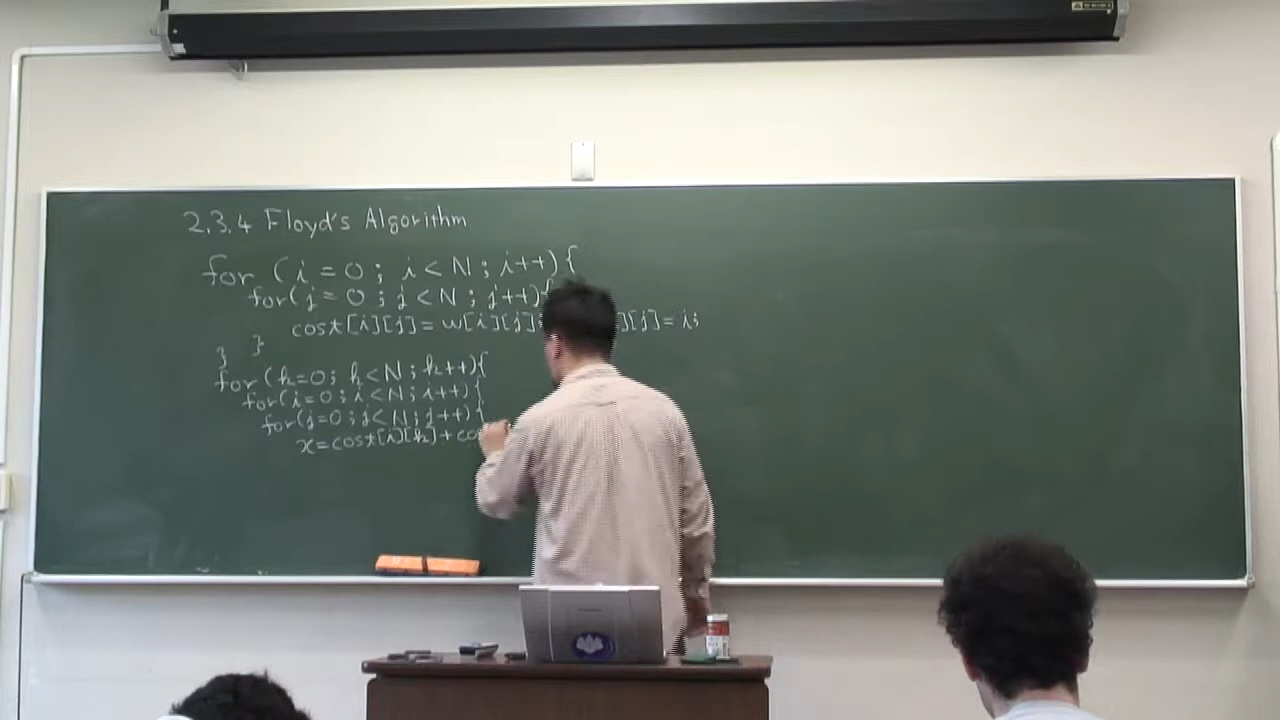 2.3.4 Floyd's Algorithm
for (i = 0; i < N; i++) {
for(j = 0; j < N; j++){
cost[i][j] = w[i][j] ][j] = i;
} }
for(k=0; k<N; k++){
for(i=0; i<N; i++){
for(j=0; j<N; j++){
x=cost[i][k]+co